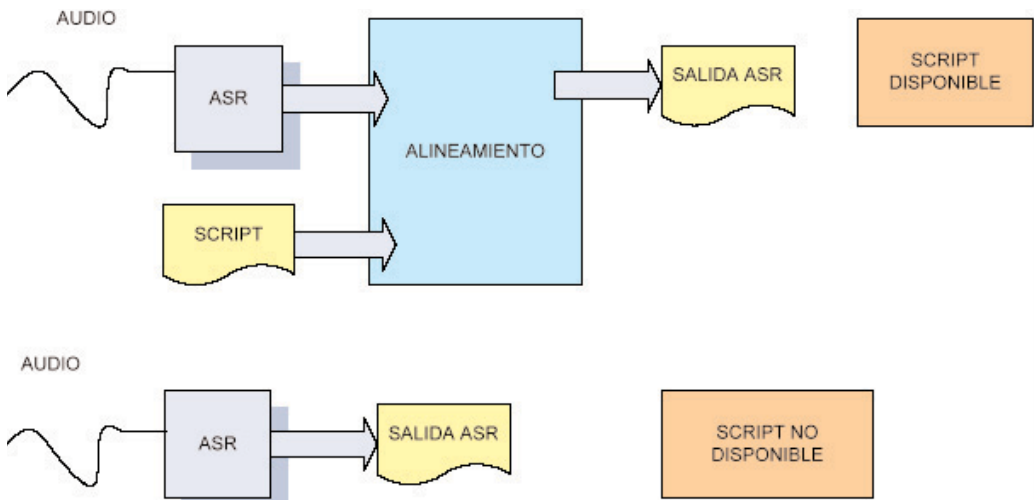 AUDIO
ASR
ALINEAMIENTO
SALIDA ASR
SCRIPT
DISPONIBLE
SCRIPT
AUDIO
ASR
SALIDA ASR
SCRIPT NO
DISPONIBLE